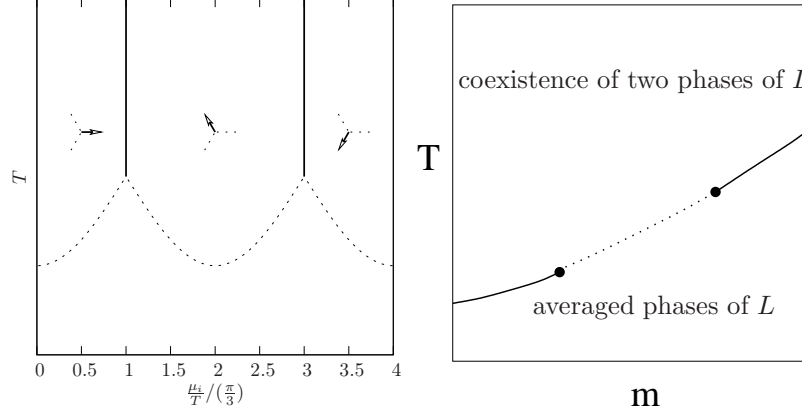 T
0 0.5 1 1.5 2 2.5 3 3.5 4
μ_i/T/(π/3)
coexistence of two phases of L
T
averaged phases of L
m